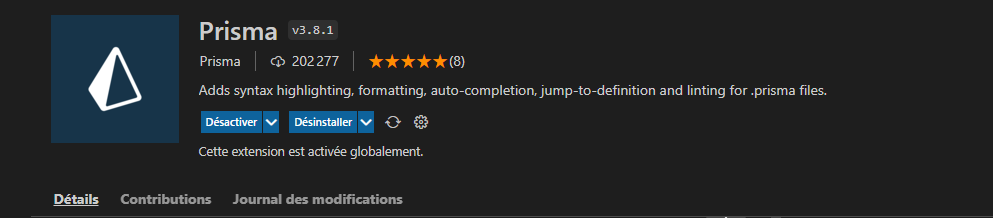 Prisma v3.8.1
Prisma 202 277 (8)
Adds syntax highlighting, formatting, auto-completion, jump-to-definition and linting for .prisma files.
Désactiver Désinstaller
Cette extension est activée globalement.
Détails Contributions Journal des modifications